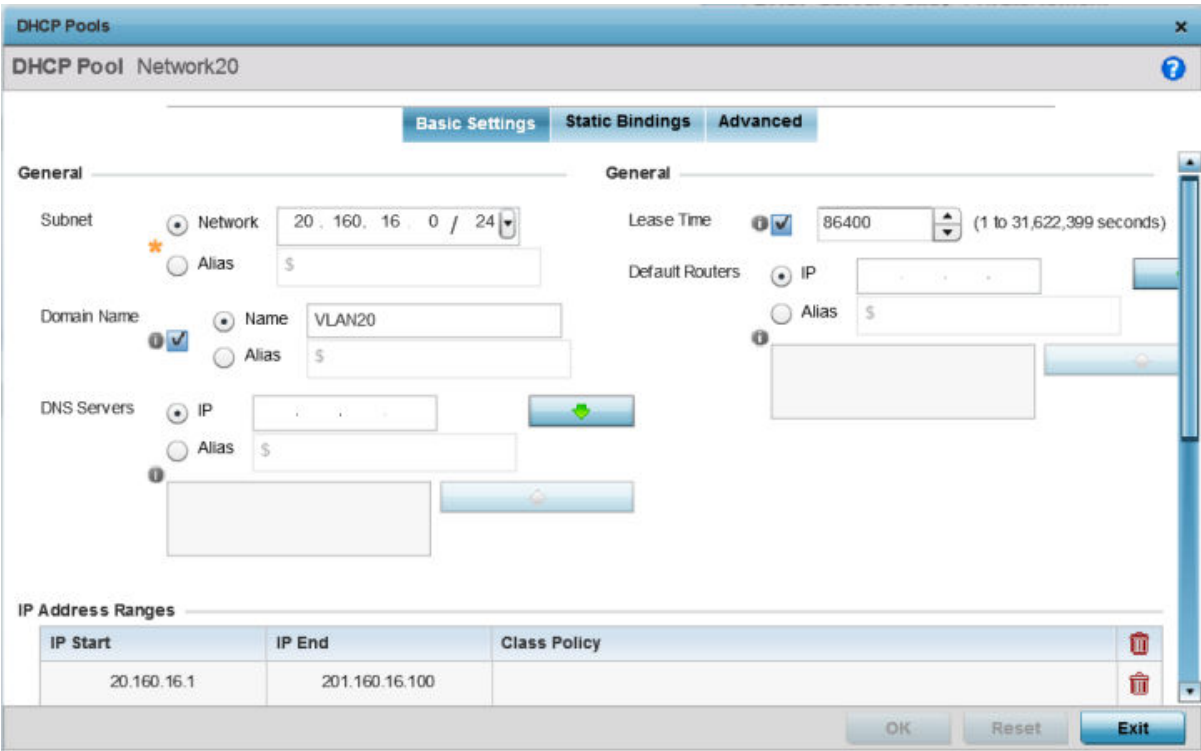 DHCP Pools
DHCP Pool Network20
Basic Settings Static Bindings Advanced
General
Subnet
Network 20 . 160. 16 . 0 / 24
Alias $
Domain Name
Name VLAN20
Alias $
DNS Servers
IP . . .
Alias $
General
Lease Time 86400 (1 to 31,622,399 seconds)
Default Routers
IP . . .
Alias $
IP Address Ranges
IP Start IP End Class Policy
20.160.16.1 201.160.16.100
OK Reset Exit